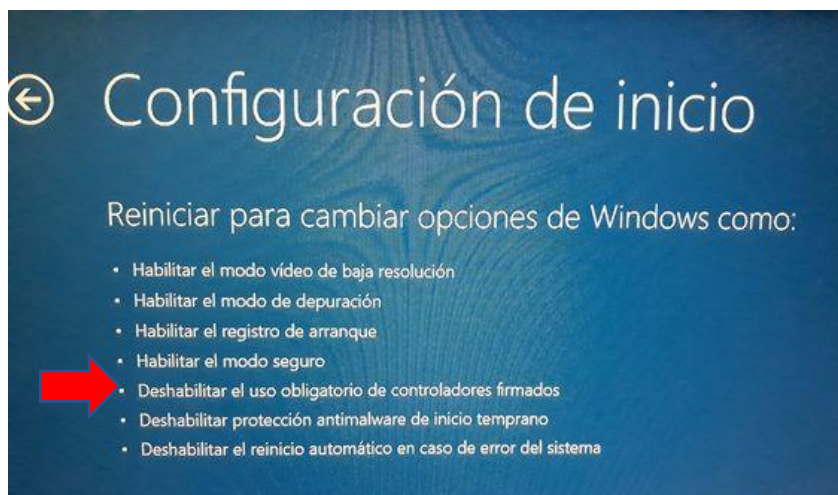 Configuración de inicio
Reiniciar para cambiar opciones de Windows como:
• Habilitar el modo vídeo de baja resolución
• Habilitar el modo de depuración
• Habilitar el registro de arranque
• Habilitar el modo seguro
• Deshabilitar el uso obligatorio de controladores firmados
• Deshabilitar protección antimalware de inicio temprano
• Deshabilitar el reinicio automático en caso de error del sistema